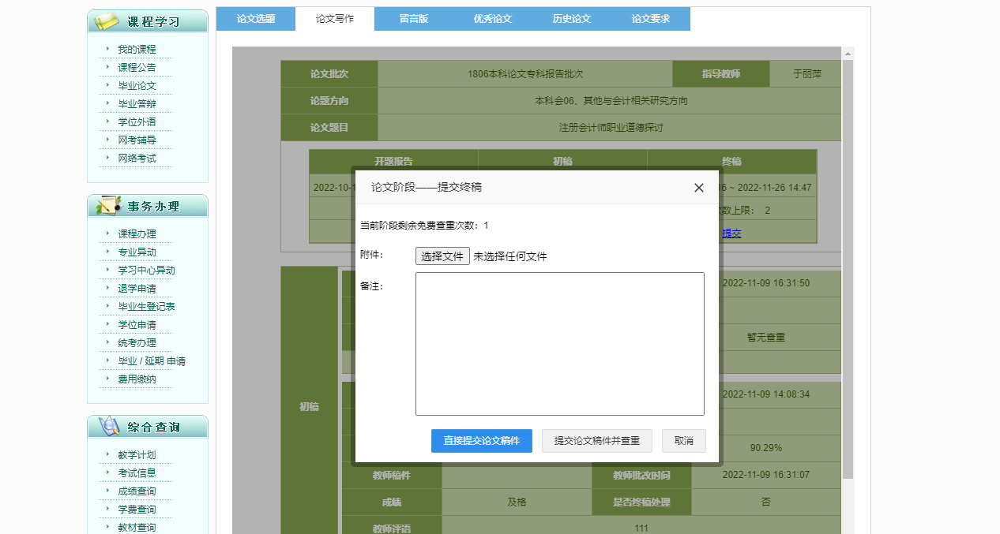 课程学习
我的课程
课程公告
毕业论文
毕业答辩
学位外语
网考辅导
网络考试
事务办理
课程办理
专业异动
学习中心异动
退学申请
毕业生登记表
学位申请
统考办理
毕业 / 延期 申请
费用缴纳
综合查询
教学计划
考试信息
成绩查询
学费查询
教材查询
论文选题 论文写作 留言版 优秀论文 历史论文 论文要求
论文批次 1806本科论文专科报告批次 指导教师 于丽萍
论题方向 本科会06、其他与会计相关研究方向
论文题目 注册会计师职业道德探讨
开题报告 初稿 终稿
2022-10-1 16 ~ 2022-11-26 14:47
次数上限： 2
提交
论文阶段——提交终稿
当前阶段剩余免费查重次数：1
附件： 选择文件 未选择任何文件
备注：
直接提交论文稿件 提交论文稿件并查重 取消
初稿
2022-11-09 16:31:50
暂无查重
2022-11-09 14:08:34
90.29%
教师稿件 教师批改时间 2022-11-09 16:31:07
成绩 及格 是否终稿处理 否
教师评语 111